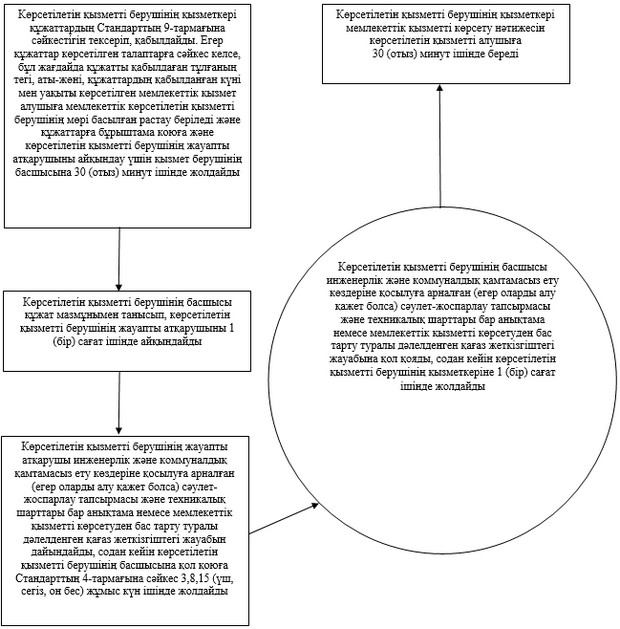 Көрсетілетін қызметті берушінің қызметкері
құжаттардың Стандарттың 9-тармағына
сәйкестігін тексеріп, қабылдайды. Егер
құжаттар көрсетілген талаптарға сәйкес келсе,
бұл жағдайда құжатты қабылдаған тұлғаның
тегі, аты-жөні, құжаттардың қабылданған күні
мен уақыты көрсетілген мемлекеттік қызмет
алушыға мемлекеттік көрсетілетін қызметті
берушінің мөрі басылған растау беріледі және
құжаттарға бұрыштама қоюға және
көрсетілетін қызметті берушінің жауапты
атқарушыны айқындау үшін қызмет берушінің
басшысына 30 (отыз) минут ішінде жолдайды
Көрсетілетін қызметті берушінің басшысы
құжат мазмұнымен танысып, көрсетілетін
қызметті берушінің жауапты атқарушыны 1
(бір) сағат ішінде айқындайды
Көрсетілетін қызметті берушінің жауапты
атқарушы инженерлік және коммуналдық
қамтамасыз ету көздеріне қосылуға арналған
(егер оларды алу қажет болса) сәулет-
жоспарлау тапсырмасы және техникалық
шарттары бар анықтама немесе мемлекеттік
қызметті көрсетуден бас тарту туралы
дәлелденген қағаз жеткізгіштегі жауабын
дайындайды, содан кейін көрсетілетін
қызметті берушінің басшысына қол қоюға
Стандарттың 4-тармағына сәйкес 3,8,15 (үш,
сегіз, он бес) жұмыс күн ішінде жолдайды
Көрсетілетін қызметті берушінің басшысы
инженерлік және коммуналдық қамтамасыз ету
көздеріне қосылуға арналған (егер оларды алу
қажет болса) сәулет-жоспарлау тапсырмасы
және техникалық шарттары бар анықтама
немесе мемлекеттік қызметті көрсетуден бас
тарту туралы дәлелденген қағаз жеткізгіштегі
жауабына қол қояды, содан кейін көрсетілетін
қызметті берушінің қызметкеріне 1 (бір) сағат
ішінде жолдайды
Көрсетілетін қызметті берушінің қызметкері
мемлекеттік қызметті көрсету нәтижесін
көрсетілетін қызметті алушыға
30 (отыз) минут ішінде береді